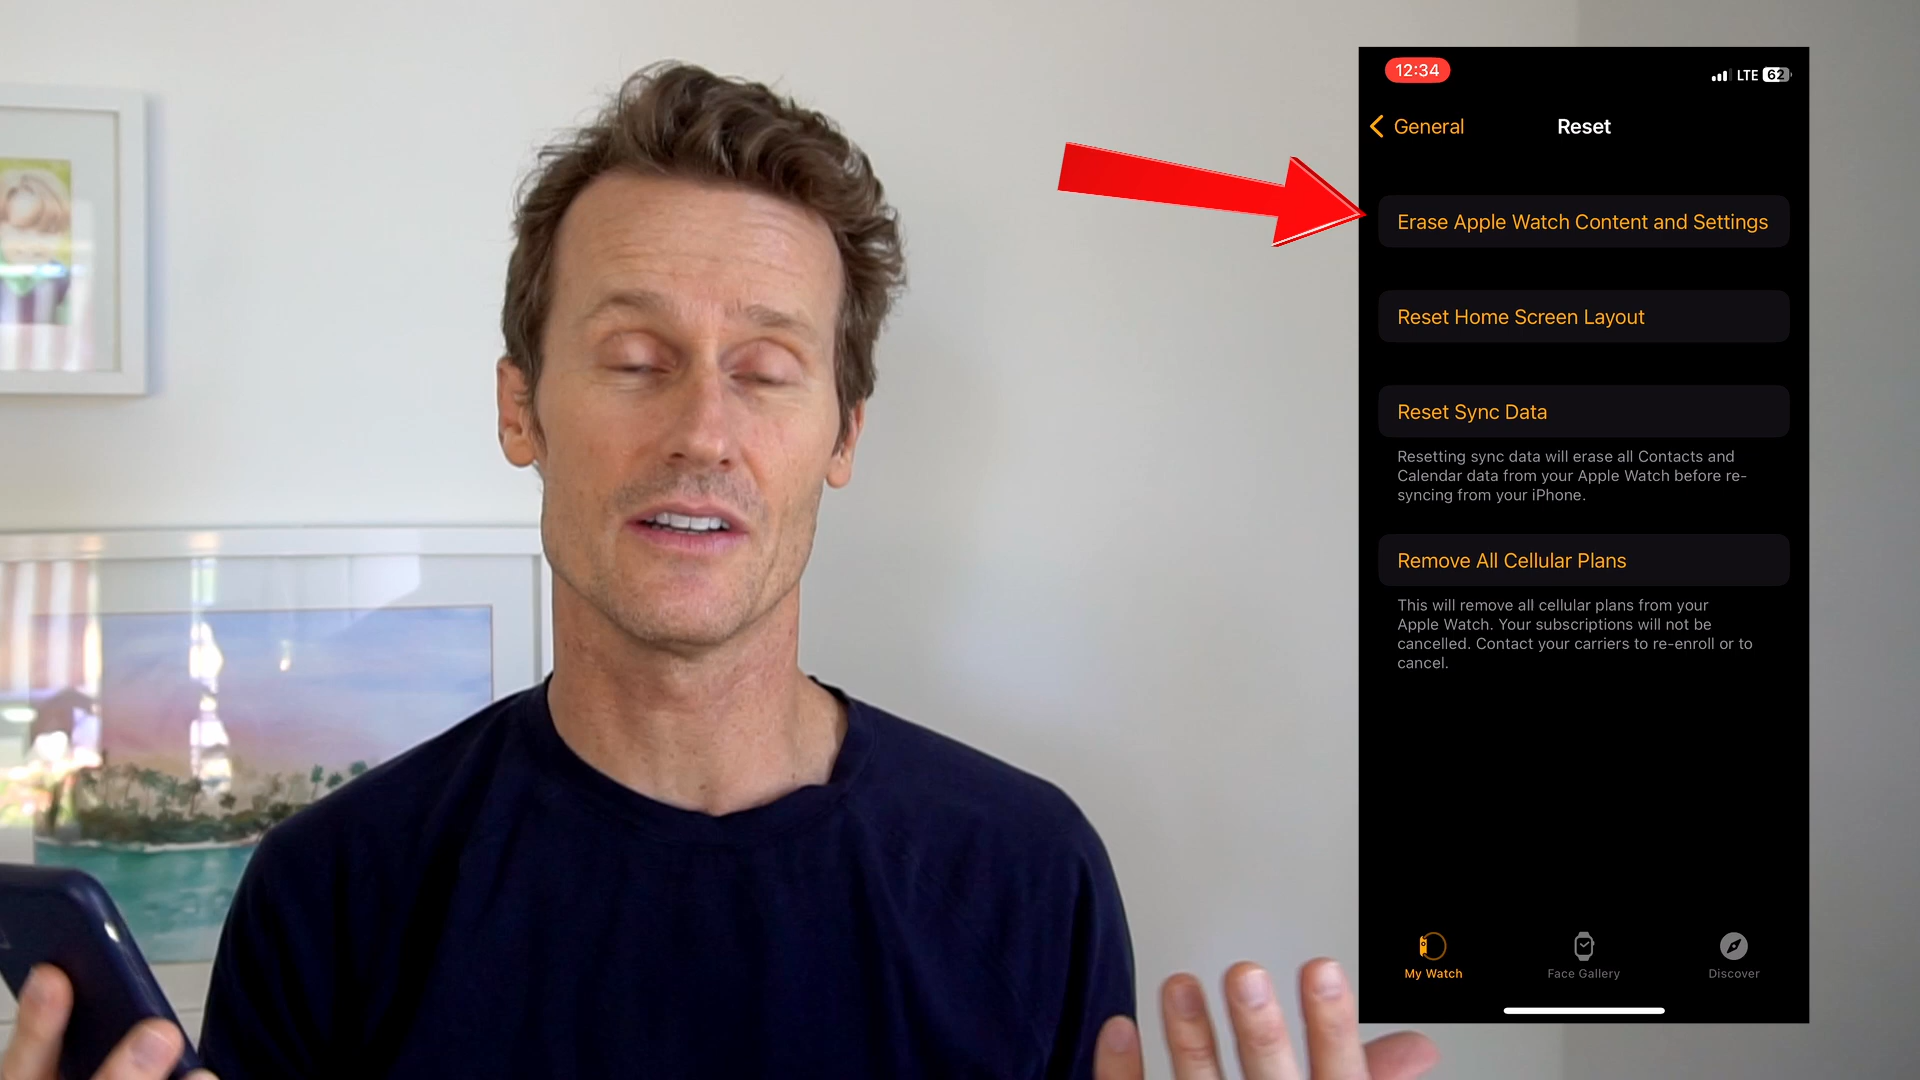 12:34
LTE 62
General
Reset
Erase Apple Watch Content and Settings
Reset Home Screen Layout
Reset Sync Data
Resetting sync data will erase all Contacts and
Calendar data from your Apple Watch before re-
syncing from your iPhone.
Remove All Cellular Plans
This will remove all cellular plans from your
Apple Watch. Your subscriptions will not be
cancelled. Contact your carriers to re-enroll or to
cancel.
My Watch
Face Gallery
Discover